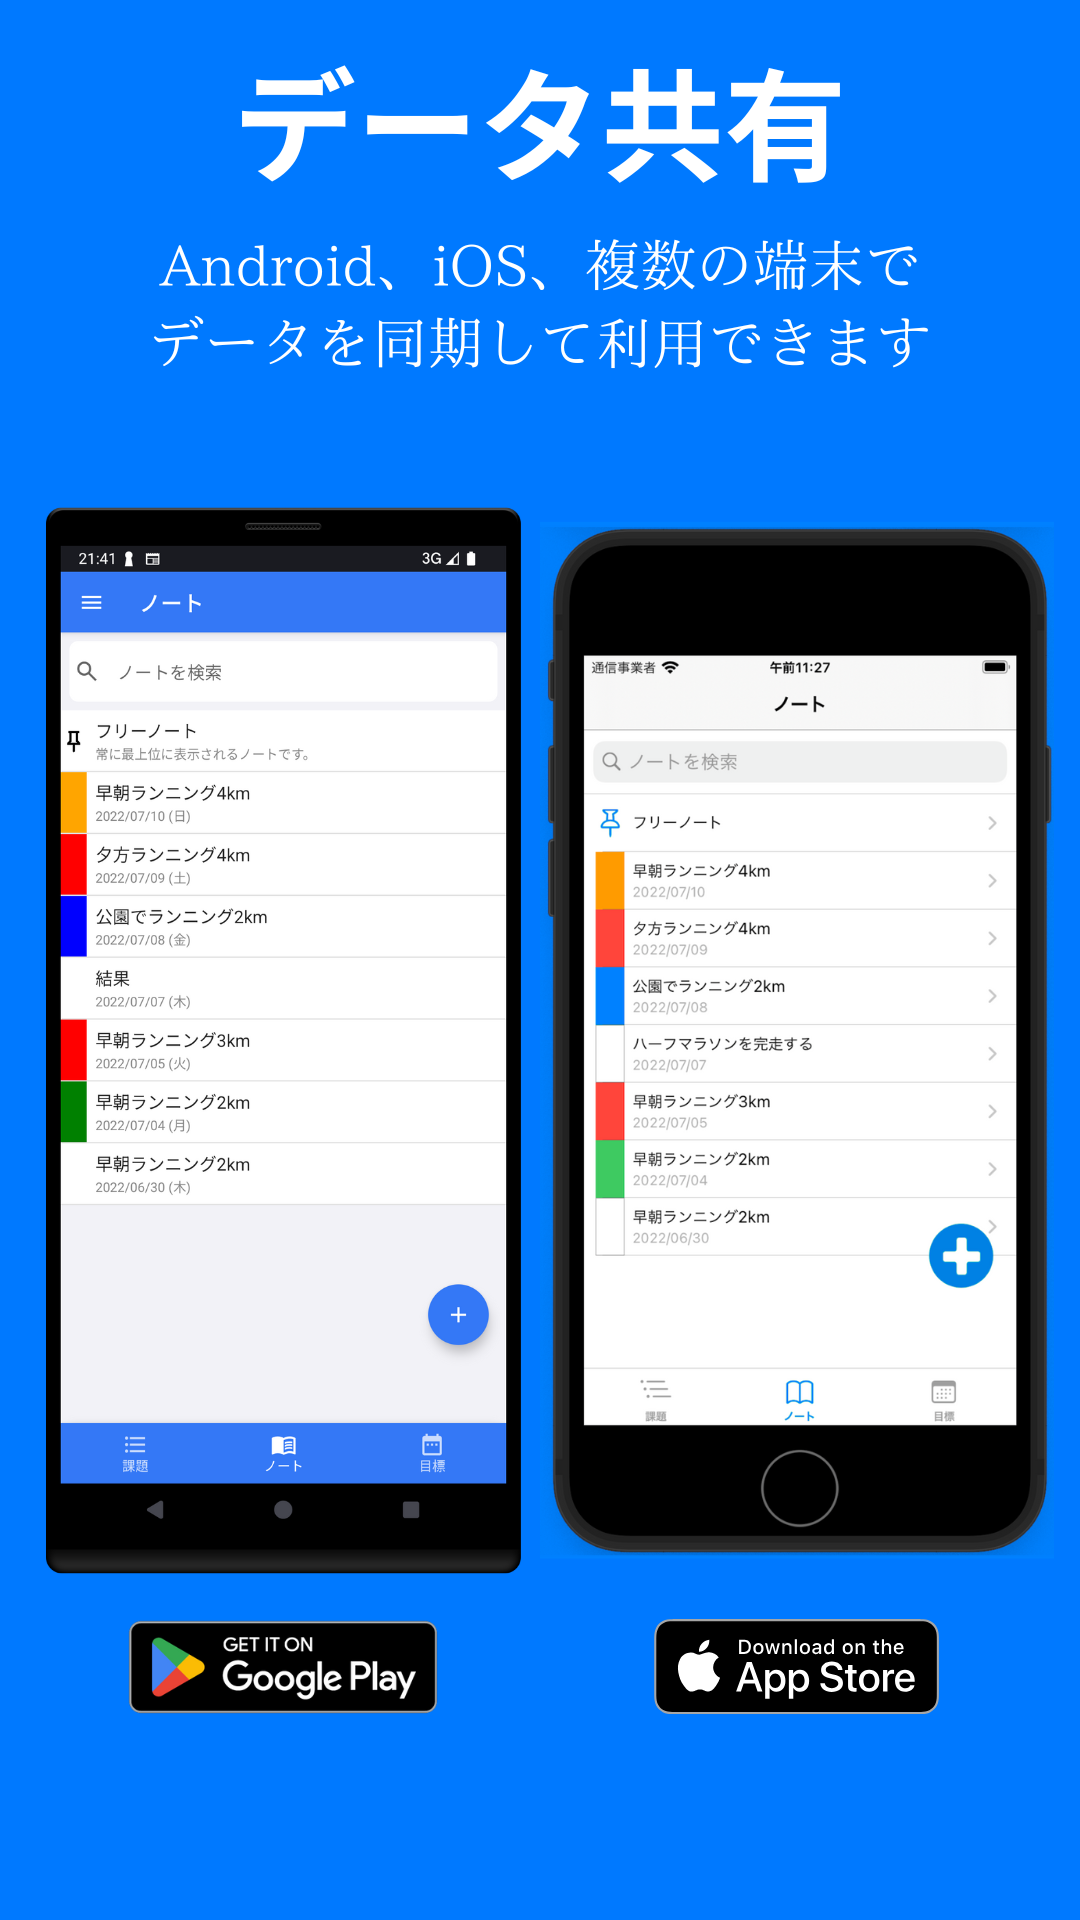 データ共有
Android、iOS、複数の端末で
データを同期して利用できます
21:41
3G
ノート
ノートを検索
フリーノート
常に最上位に表示されるノートです。
早朝ランニング4km
2022/07/10 (日)
夕方ランニング4km
2022/07/09 (土)
公園でランニング2km
2022/07/08 (金)
結果
2022/07/07 (木)
早朝ランニング3km
2022/07/05 (火)
早朝ランニング2km
2022/07/04 (月)
早朝ランニング2km
2022/06/30 (木)
課題
ノート
目標
通信事業者
午前11:27
ノート
ノートを検索
フリーノート
早朝ランニング4km
2022/07/10
夕方ランニング4km
2022/07/09
公園でランニング2km
2022/07/08
ハーフマラソンを完走する
2022/07/07
早朝ランニング3km
2022/07/05
早朝ランニング2km
2022/07/04
早朝ランニング2km
2022/06/30
課題
ノート
目標
GET IT ON
Google Play
Download on the
App Store